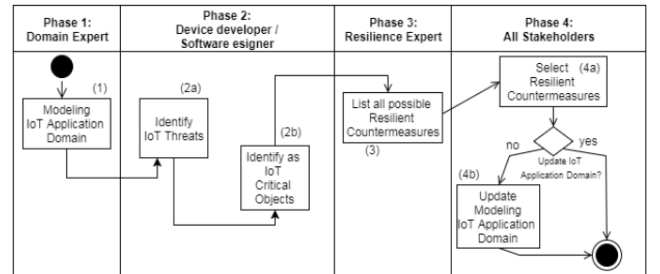 Phase 1:
Domain Expert
Phase 2:
Device developer /
Software esigner
Phase 3:
Resilience Expert
Phase 4:
All Stakeholders
(1)
Modeling
IoT Application
Domain
(2a)
Identify
IoT Threats
(2b)
Identify as
IoT
Critical
Objects
List all possible
Resilient
Countermeasures
(3)
Select (4a)
Resilient
Countermeasures
no
yes
Update IoT
Application Domain?
(4b)
Update
Modeling
IoT Application
Domain